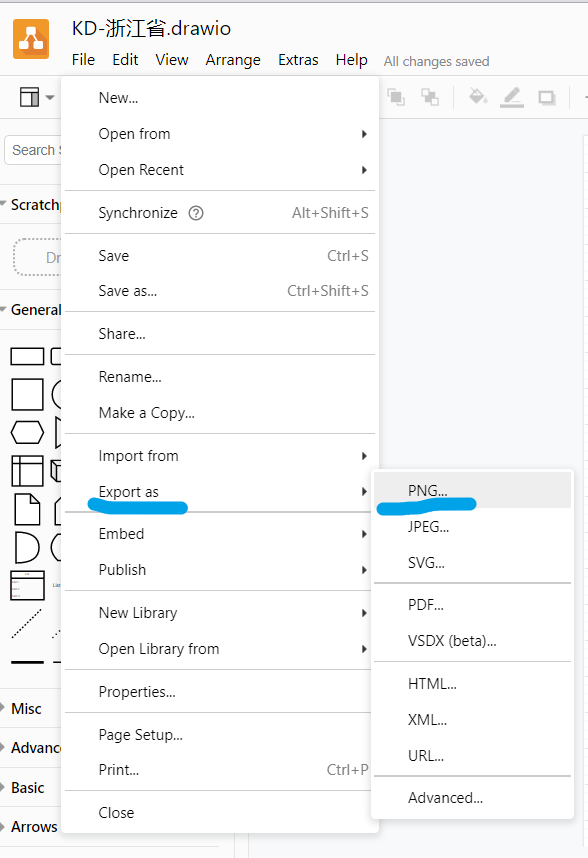 KD-浙江省.drawio
File Edit View Arrange Extras Help All changes saved
New...
Open from
Open Recent
Search
Scratchp
Synchronize Alt+Shift+S
Dr
Save Ctrl+S
Save as... Ctrl+Shift+S
General
Share...
Rename...
Make a Copy...
Import from
Export as
Embed
Publish
New Library
Open Library from
Properties...
Page Setup...
Print... Ctrl+P
Close
PNG...
JPEG...
SVG...
PDF...
VSDX (beta)...
HTML...
XML...
URL...
Advanced...
Misc
Advanc
Basic
Arrows